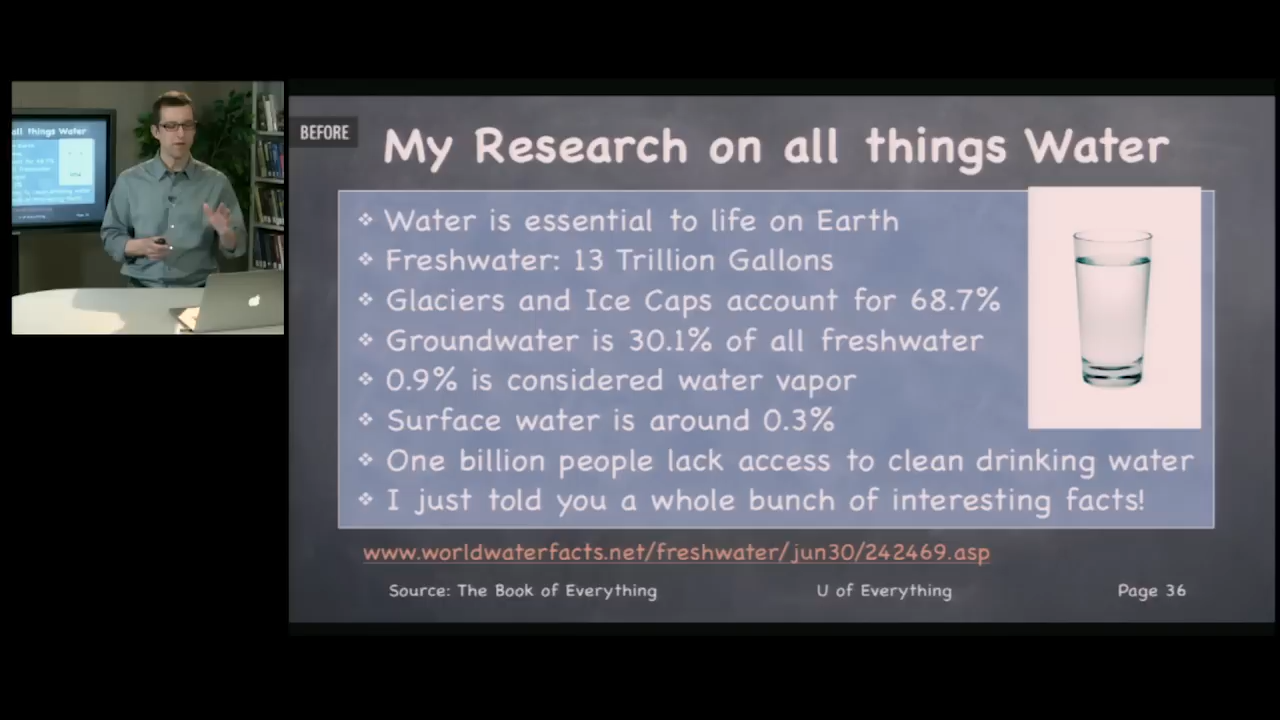 BEFORE
My Research on all things Water
❖ Water is essential to life on Earth
❖ Freshwater: 13 Trillion Gallons
❖ Glaciers and Ice Caps account for 68.7%
❖ Groundwater is 30.1% of all freshwater
❖ 0.9% is considered water vapor
❖ Surface water is around 0.3%
❖ One billion people lack access to clean drinking water
❖ I just told you a whole bunch of interesting facts!
www.worldwaterfacts.net/freshwater/jun30/242469.asp
Source: The Book of Everything
U of Everything
Page 36
all things Water